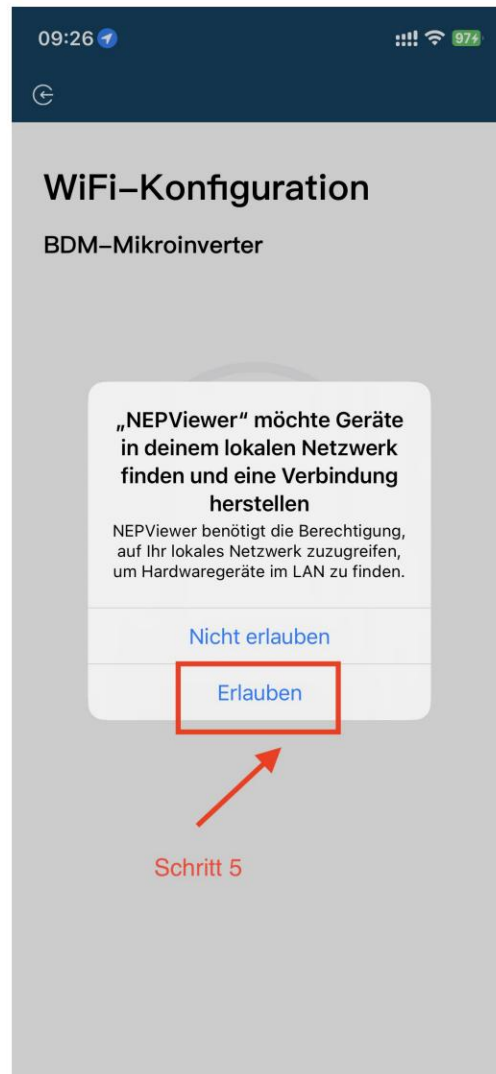 09:26
97
WiFi–Konfiguration
BDM–Mikroinverter
„NEPViewer" möchte Geräte
in deinem lokalen Netzwerk
finden und eine Verbindung
herstellen
NEPViewer benötigt die Berechtigung,
auf Ihr lokales Netzwerk zuzugreifen,
um Hardwaregeräte im LAN zu finden.
Nicht erlauben
Erlauben
Schritt 5